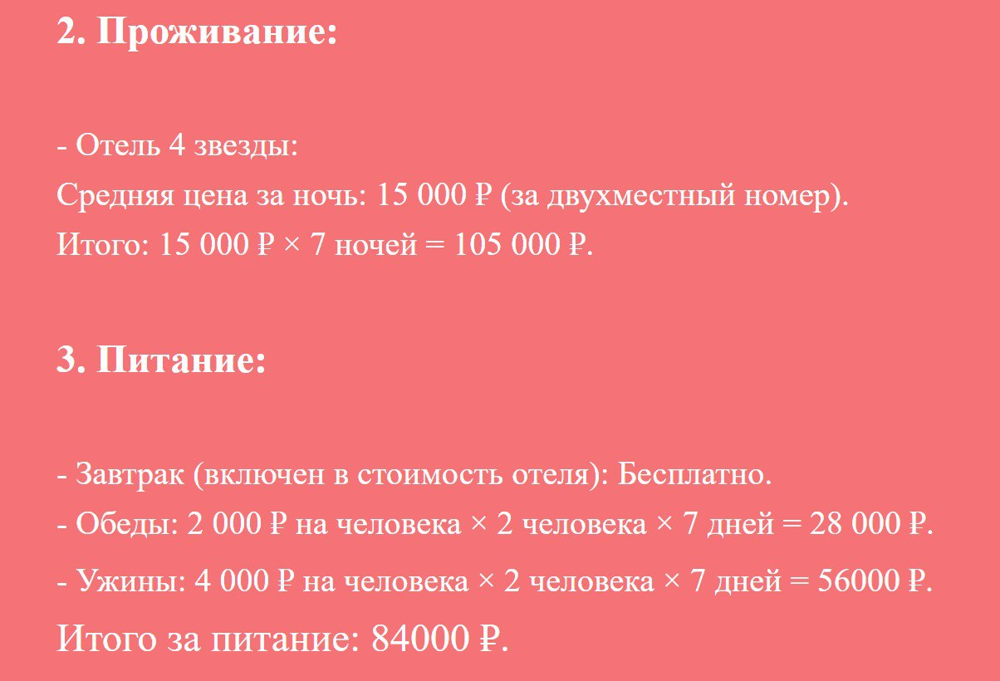 2. Проживание:
- Отель 4 звезды:
Средняя цена за ночь: 15 000 ₽ (за двухместный номер).
Итого: 15 000 ₽ × 7 ночей = 105 000 ₽.
3. Питание:
- Завтрак (включен в стоимость отеля): Бесплатно.
- Обеды: 2 000 ₽ на человека × 2 человека × 7 дней = 28 000 ₽.
- Ужины: 4 000 ₽ на человека × 2 человека × 7 дней = 56000 ₽.
Итого за питание: 84000 ₽.